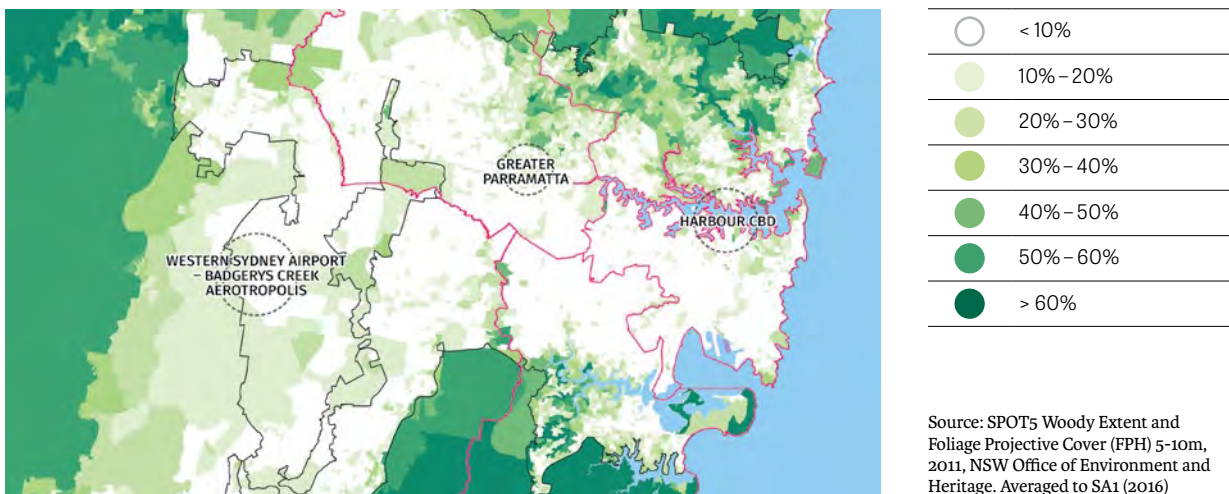 GREATER
PARRAMATTA
HARBOUR CBD
WESTERN SYDNEY AIRPORT
– BADGERYS CREEK
AEROTROPOLIS
< 10%
10%–20%
20%–30%
30%–40%
40%–50%
50%–60%
> 60%
Source: SPOT5 Woody Extent and
Foliage Projective Cover (FPH) 5-10m,
2011, NSW Office of Environment and
Heritage. Averaged to SA1 (2016)